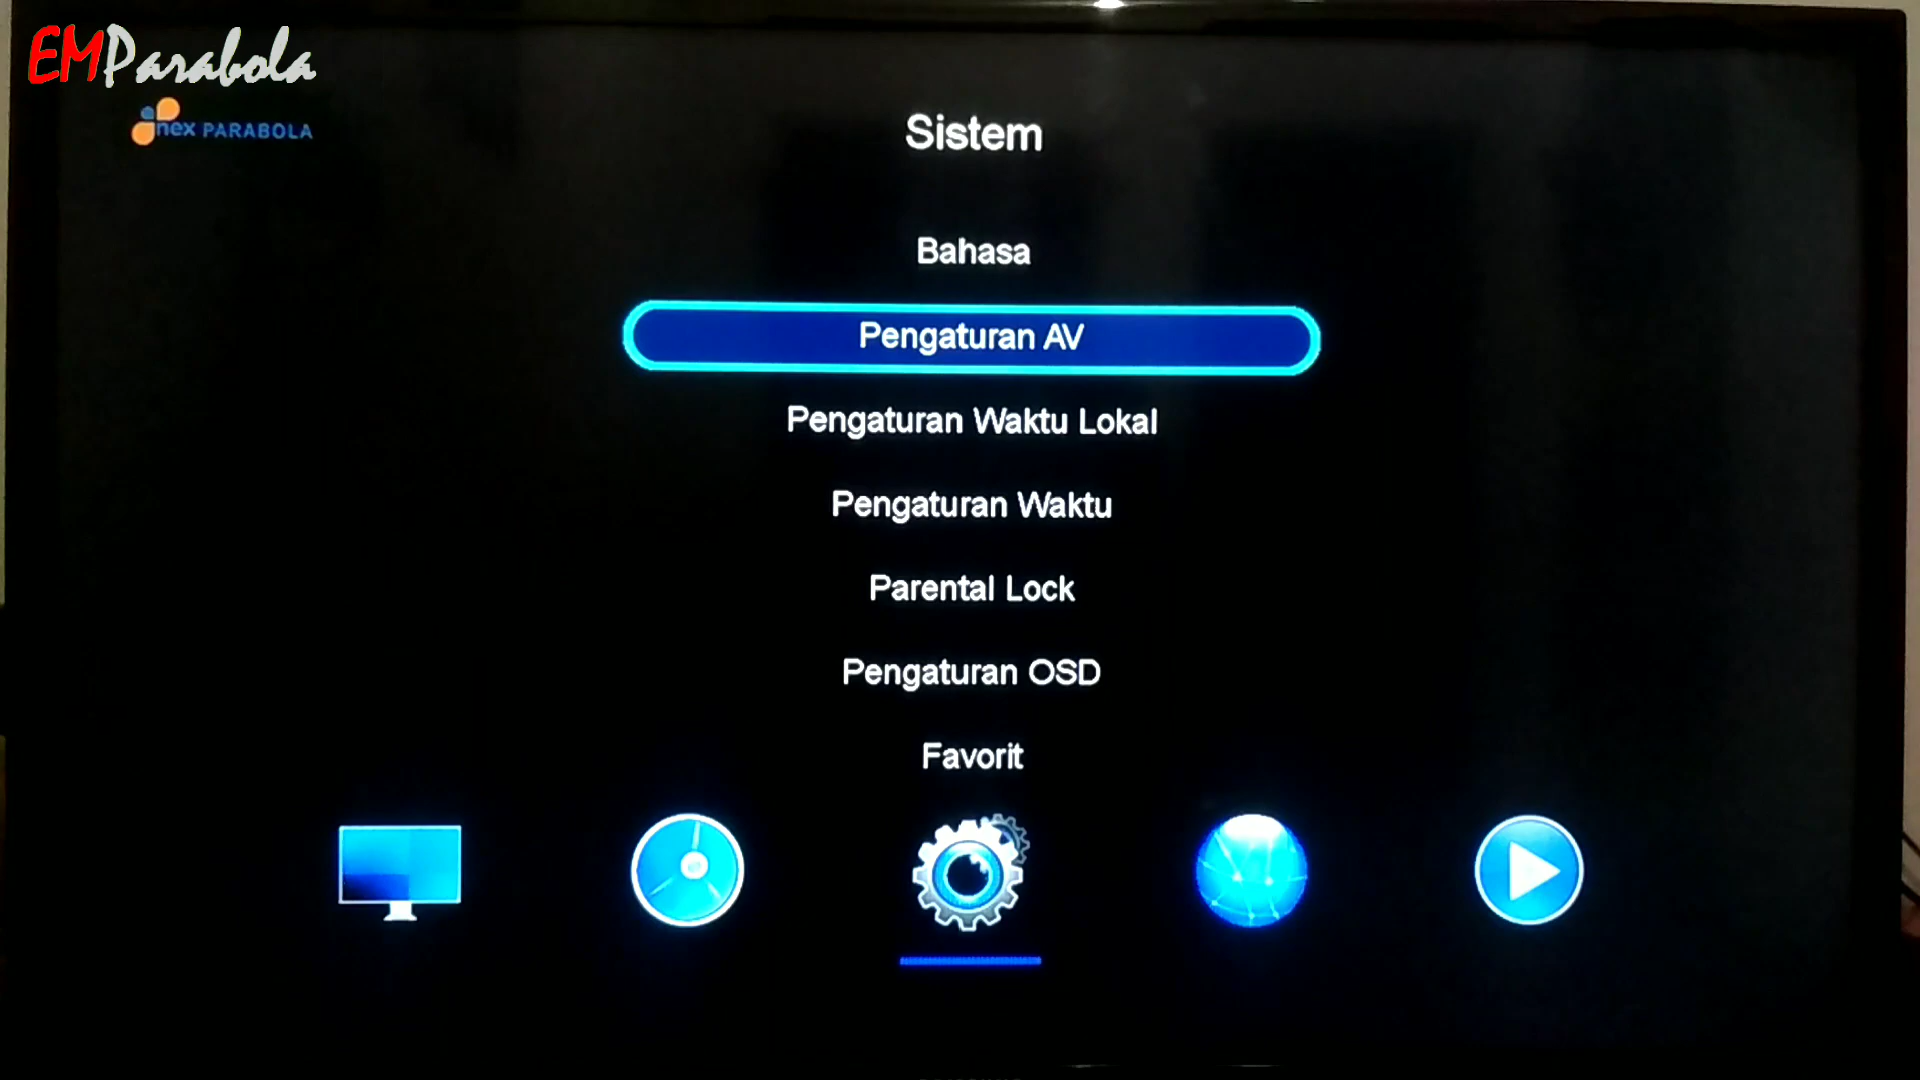 EMParabola
nex PARABOLA
Sistem
Bahasa
Pengaturan AV
Pengaturan Waktu Lokal
Pengaturan Waktu
Parental Lock
Pengaturan OSD
Favorit